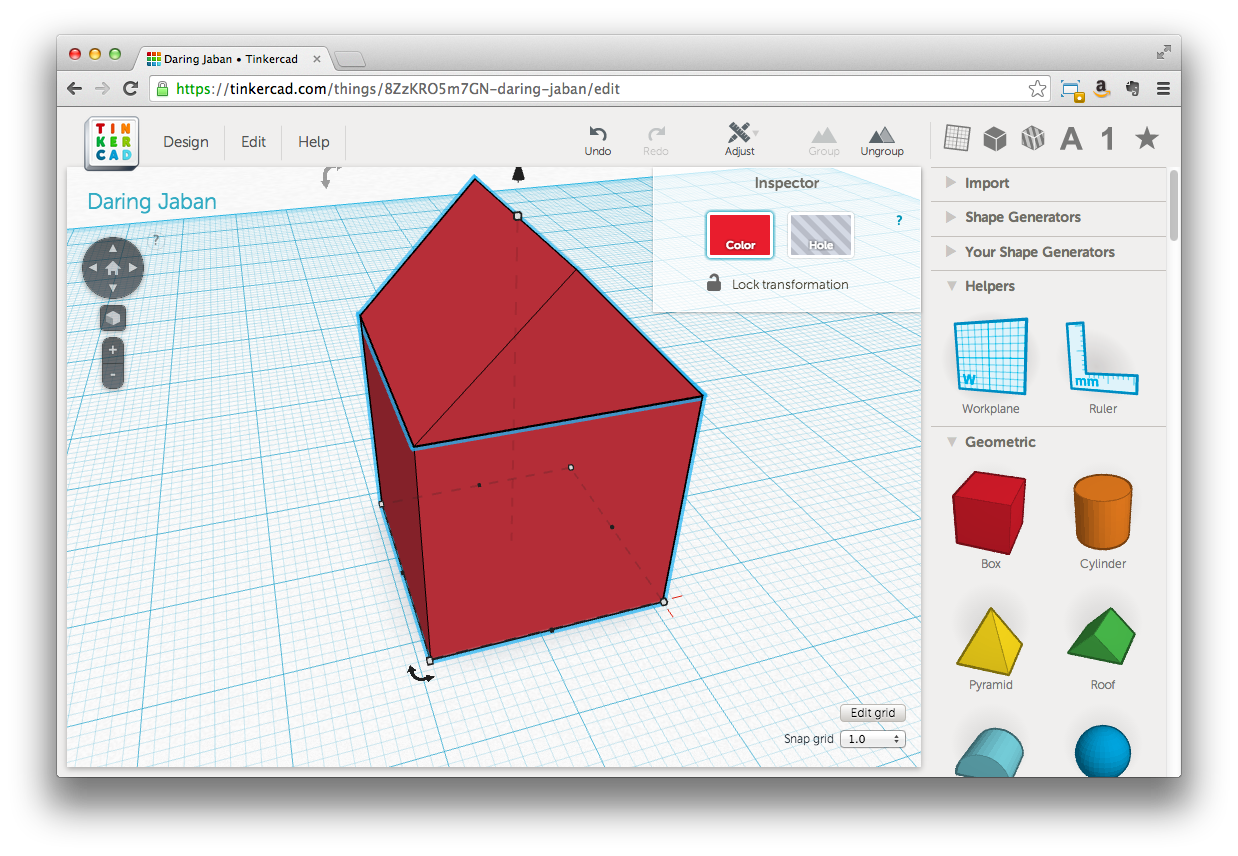 Daring Jaban • Tinkercad ×
https://tinkercad.com/things/8ZzKRO5m7GN-daring-jaban/edit
TIN
KER
CAD
Design
Edit
Help
Undo
Redo
Adjust
Group
Ungroup
A
1
Daring Jaban
?
+
-
Inspector
Color
Hole
?
Lock transformation
Edit grid
Snap grid 1.0
Import
Shape Generators
Your Shape Generators
Helpers
W
mm
Workplane
Ruler
Geometric
Box
Cylinder
Pyramid
Roof